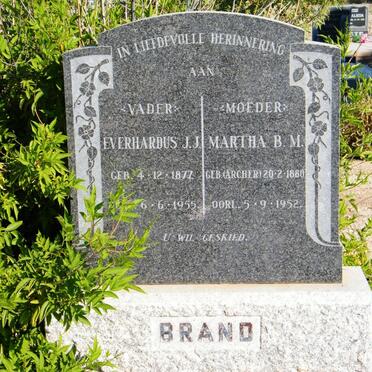 IN LIEFDEVOLLE HERINNERING
AAN
<VADER>
EVERHARDUS J.J.
GEB. 4-12-1877
6-6-1955
<MOEDER>
MARTHA B. M.
GEB (ARCHER) 20-2-1880
OORL. 5-9-1952.
U WIL GESKIED.
BRAND